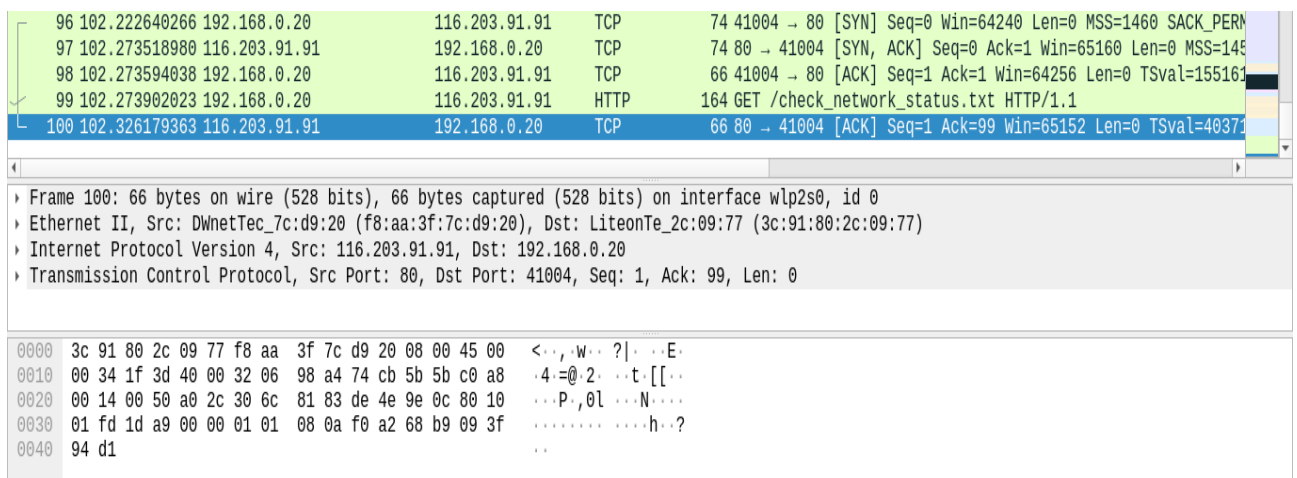 96 102.222640266 192.168.0.20 116.203.91.91 TCP 74 41004 → 80 [SYN] Seq=0 Win=64240 Len=0 MSS=1460 SACK_PERM
97 102.273518980 116.203.91.91 192.168.0.20 TCP 74 80 → 41004 [SYN, ACK] Seq=0 Ack=1 Win=65160 Len=0 MSS=145
98 102.273594038 192.168.0.20 116.203.91.91 TCP 66 41004 → 80 [ACK] Seq=1 Ack=1 Win=64256 Len=0 TSval=155161
99 102.273902023 192.168.0.20 116.203.91.91 HTTP 164 GET /check_network_status.txt HTTP/1.1
100 102.326179363 116.203.91.91 192.168.0.20 TCP 66 80 → 41004 [ACK] Seq=1 Ack=99 Win=65152 Len=0 TSval=40371
Frame 100: 66 bytes on wire (528 bits), 66 bytes captured (528 bits) on interface wlp2s0, id 0
Ethernet II, Src: DWnetTec_7c:d9:20 (f8:aa:3f:7c:d9:20), Dst: LiteonTe_2c:09:77 (3c:91:80:2c:09:77)
Internet Protocol Version 4, Src: 116.203.91.91, Dst: 192.168.0.20
Transmission Control Protocol, Src Port: 80, Dst Port: 41004, Seq: 1, Ack: 99, Len: 0
0000 3c 91 80 2c 09 77 f8 aa 3f 7c d9 20 08 00 45 00 <··,·w·· ?|· ··E·
0010 00 34 1f 3d 40 00 32 06 98 a4 74 cb 5b 5b c0 a8 ·4·=@·2· ··t·[[··
0020 00 14 00 50 a0 2c 30 6c 81 83 de 4e 9e 0c 80 10 ···P·,0l ···N····
0030 01 fd 1d a9 00 00 01 01 08 0a f0 a2 68 b9 09 3f ········ ····h··?
0040 94 d1 ··